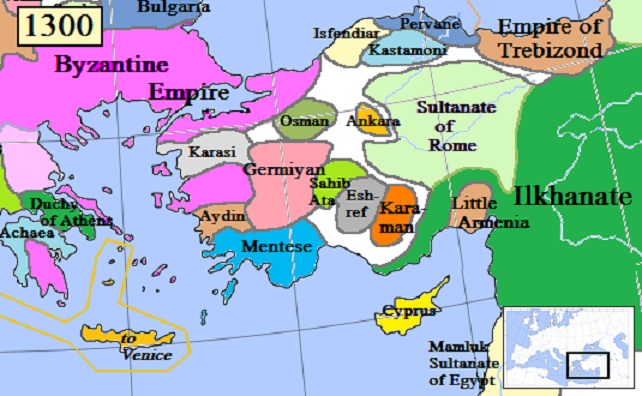 1300
Bulgaria
Isfendiar
Pervane
Empire of
Trebizond
Kastamoni
Byzantine
Empire
Osman
Ankara
Sultanate
of
Rome
Karasi
Germiyan
Sahib
Ata
Esh-
ref
Kara-
man
Little
Armenia
Ilkhanate
Duchy
of Athens
Achaea
Aydin
Mentese
Cyprus
to
Venice
Mamluk
Sultanate
of Egypt